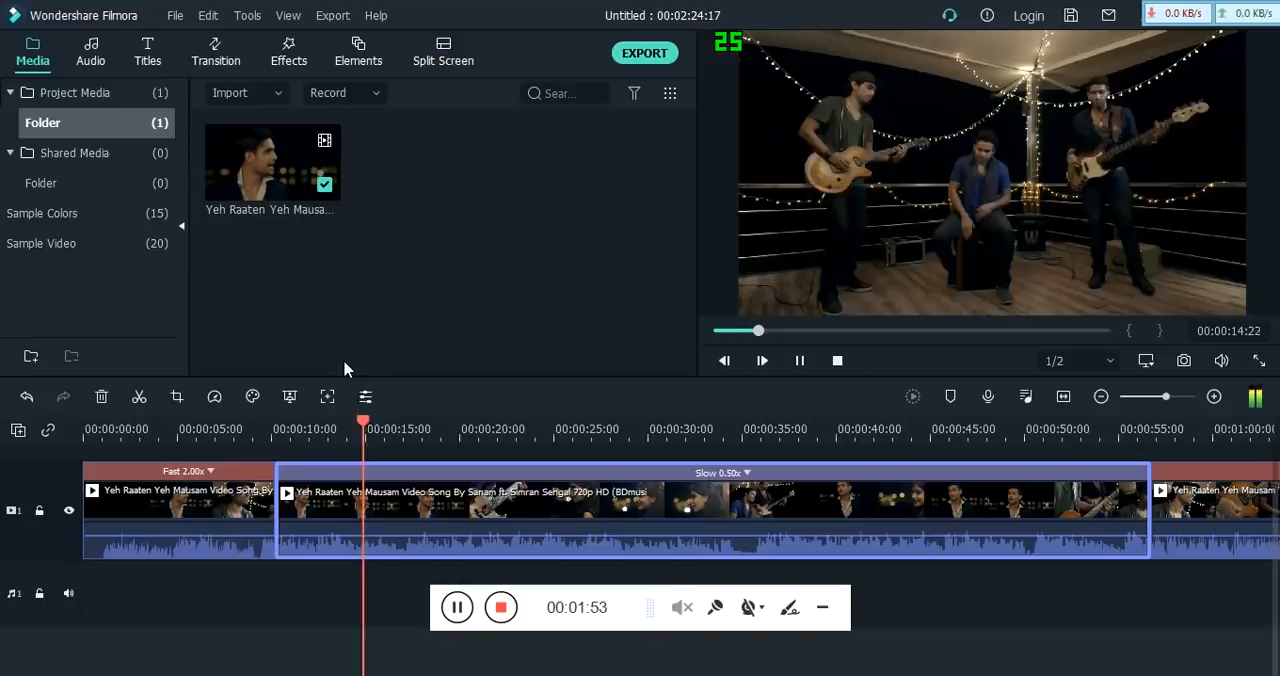 Wondershare Filmora File Edit Tools View Export Help Untitled : 00:02:24:17 Login 0.0 KB/s 0.0 KB/s
Media Audio Titles Transition Effects Elements Split Screen EXPORT
25
Project Media (1) Import Record Sear...
Folder (1)
Shared Media (0)
Folder (0)
Yeh Raaten Yeh Mausa...
Sample Colors (15)
Sample Video (20)
{ } 00:00:14:22
1/2
00:00:00:00 00:00:05:00 00:00:10:00 00:00:15:00 00:00:20:00 00:00:25:00 00:00:30:00 00:00:35:00 00:00:40:00 00:00:45:00 00:00:50:00 00:00:55:00 00:01:00:0
Fast 2.00x Slow 0.50x
Yeh Raaten Yeh Mausam Video Song By Yeh Raaten Yeh Mausam Video Song By Sanam ft. Simran Sehgal 720p HD (BDmusi Yeh Raaten Yeh Mausam
1
1
00:01:53